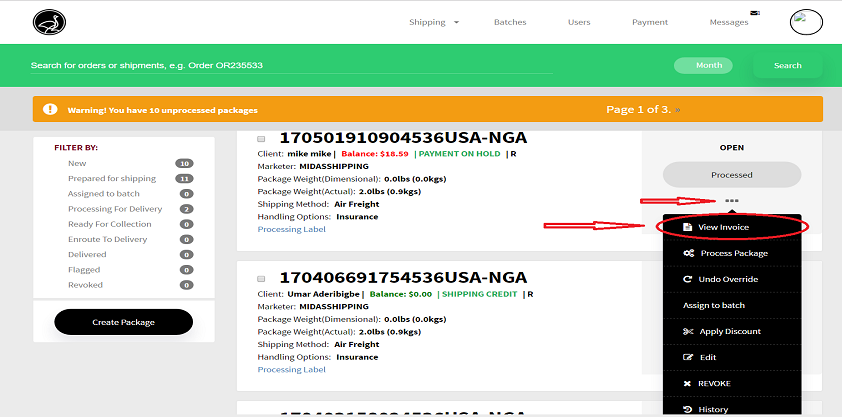 Shipping Batches Users Payment Messages
Search for orders or shipments, e.g. Order OR235533 Month Search
Warning! You have 10 unprocessed packages Page 1 of 3. »
FILTER BY:
New 10
Prepared for shipping 11
Assigned to batch 0
Processing For Delivery 2
Ready For Collection 0
Enroute To Delivery 0
Delivered 0
Flagged 0
Revoked 0
Create Package
170501910904536USA-NGA
Client: mike mike | Balance: $18.59 | PAYMENT ON HOLD | R
Marketer: MIDASSHIPPING
Package Weight(Dimensional): 0.0lbs (0.0kgs)
Package Weight(Actual): 2.0lbs (0.9kgs)
Shipping Method: Air Freight
Handling Options: Insurance
Processing Label
170406691754536USA-NGA
Client: Umar Aderibigbe | Balance: $0.00 | SHIPPING CREDIT | R
Marketer: MIDASSHIPPING
Package Weight(Dimensional): 0.0lbs (0.0kgs)
Package Weight(Actual): 2.0lbs (0.9kgs)
Shipping Method: Air Freight
Handling Options: Insurance
Processing Label
OPEN
Processed
View Invoice
Process Package
Undo Override
Assign to batch
Apply Discount
Edit
REVOKE
History